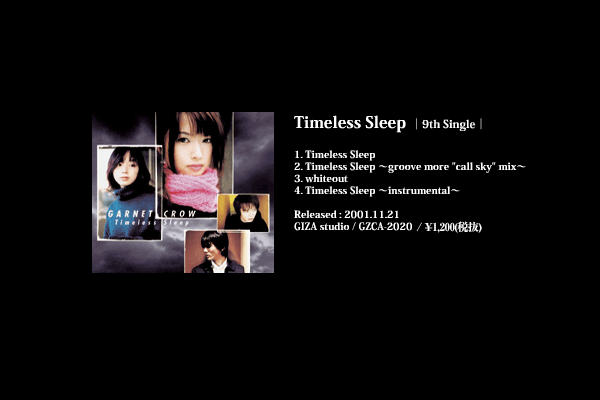 Timeless Sleep | 9th Single |
1. Timeless Sleep
2. Timeless Sleep ～groove more "call sky" mix～
3. whiteout
4. Timeless Sleep ～instrumental～
Released : 2001.11.21
GIZA studio / GZCA-2020 / ¥1,200(税抜)
GARNET CROW
Timeless Sleep